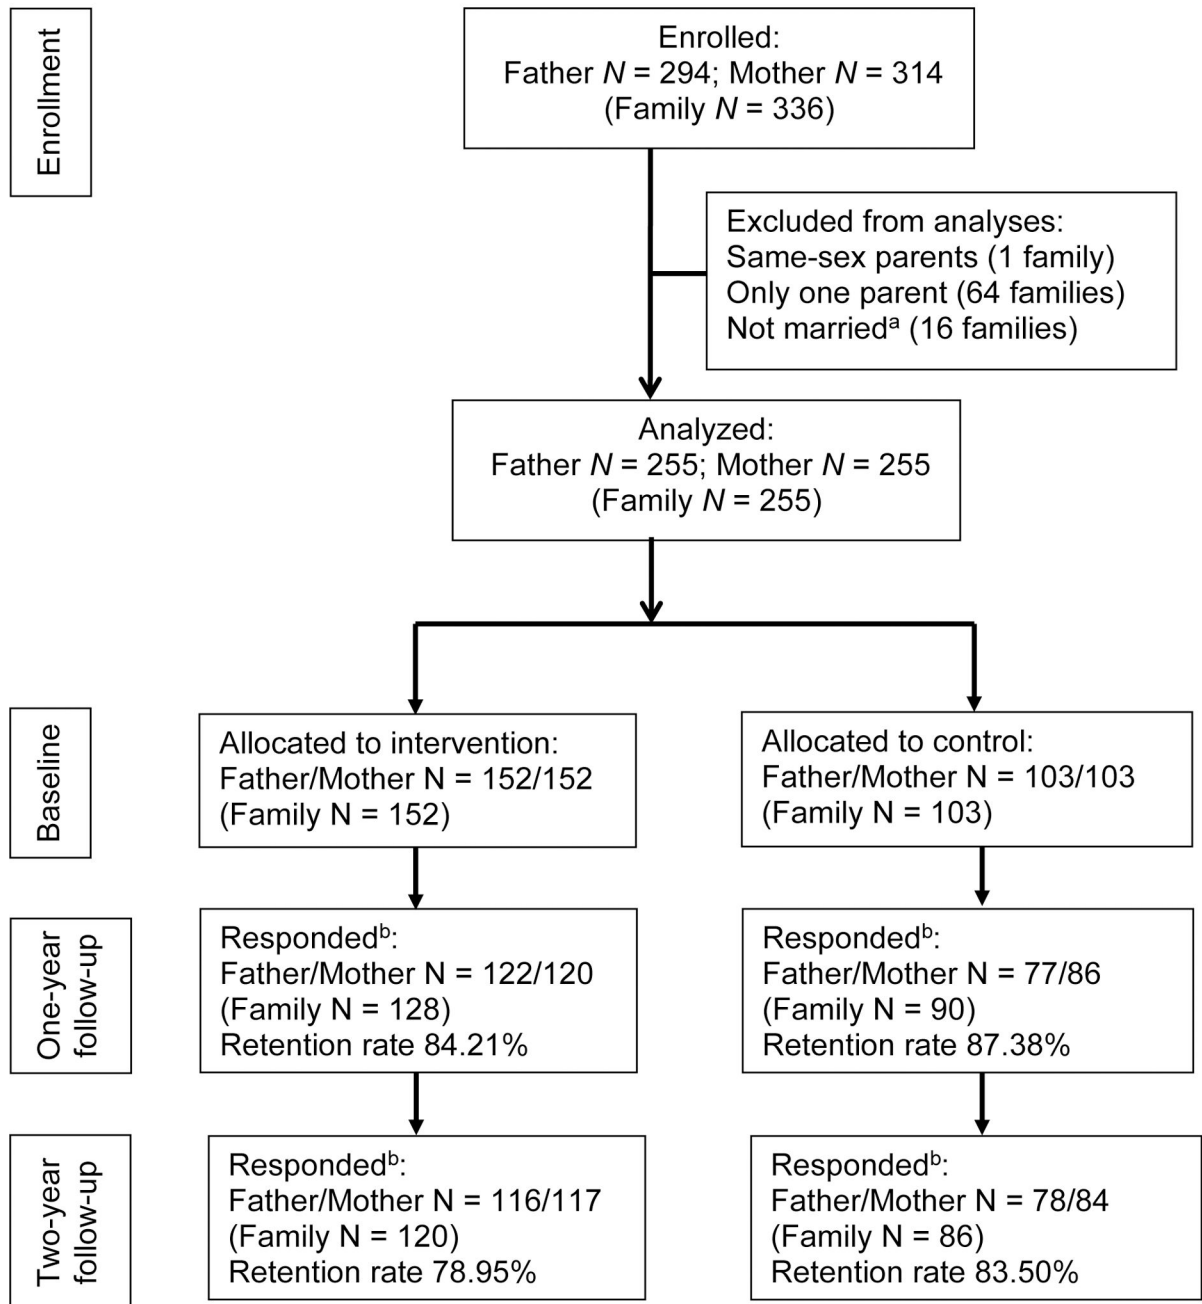 Enrollment
Enrolled:
Father N = 294; Mother N = 314
(Family N = 336)
Excluded from analyses:
Same-sex parents (1 family)
Only one parent (64 families)
Not marriedᵃ (16 families)
Analyzed:
Father N = 255; Mother N = 255
(Family N = 255)
Baseline
Allocated to intervention:
Father/Mother N = 152/152
(Family N = 152)
Allocated to control:
Father/Mother N = 103/103
(Family N = 103)
One-year
follow-up
Respondedᵇ:
Father/Mother N = 122/120
(Family N = 128)
Retention rate 84.21%
Respondedᵇ:
Father/Mother N = 77/86
(Family N = 90)
Retention rate 87.38%
Two-year
follow-up
Respondedᵇ:
Father/Mother N = 116/117
(Family N = 120)
Retention rate 78.95%
Respondedᵇ:
Father/Mother N = 78/84
(Family N = 86)
Retention rate 83.50%